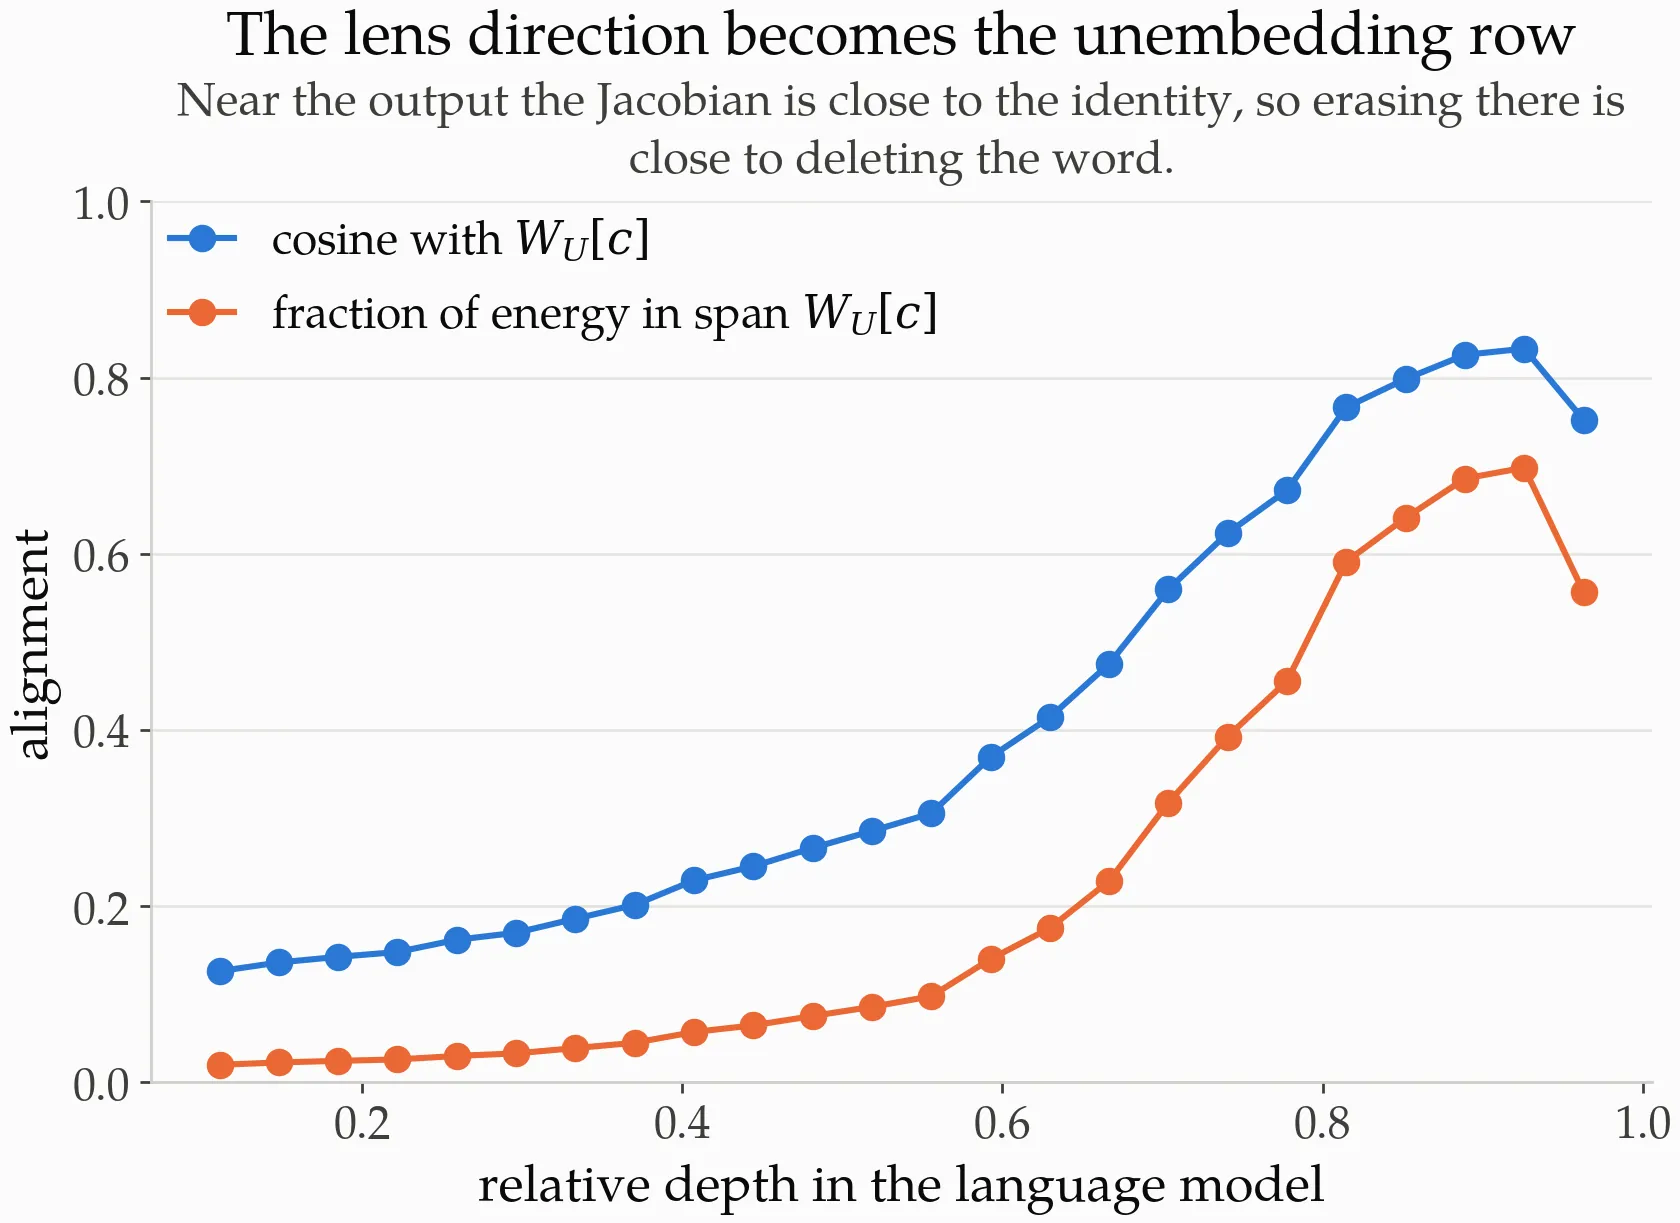 The lens direction becomes the unembedding row
Near the output the Jacobian is close to the identity, so erasing there is
close to deleting the word.
1.0
cosine with W_U[c]
fraction of energy in span W_U[c]
0.8
0.6
0.4
0.2
0.0
alignment
0.2 0.4 0.6 0.8 1.0
relative depth in the language model